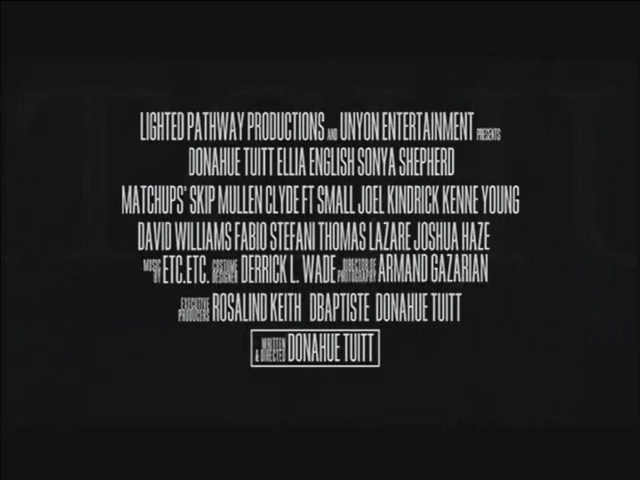 LIGHTED PATHWAY PRODUCTIONS AND UNYON ENTERTAINMENT PRESENTS
DONAHUE TUITT ELLIA ENGLISH SONYA SHEPHERD
MATCHUPS' SKIP MULLEN CLYDE FT SMALL JOEL KINDRICK KENNE YOUNG
DAVID WILLIAMS FABIO STEFANI THOMAS LAZARE JOSHUA HAZE
MUSIC BY ETC.ETC. COSTUME DESIGNER DERRICK L. WADE DIRECTOR OF PHOTOGRAPHY ARMAND GAZARIAN
EXECUTIVE PRODUCERS ROSALIND KEITH DBAPTISTE DONAHUE TUITT
WRITTEN & DIRECTED DONAHUE TUITT